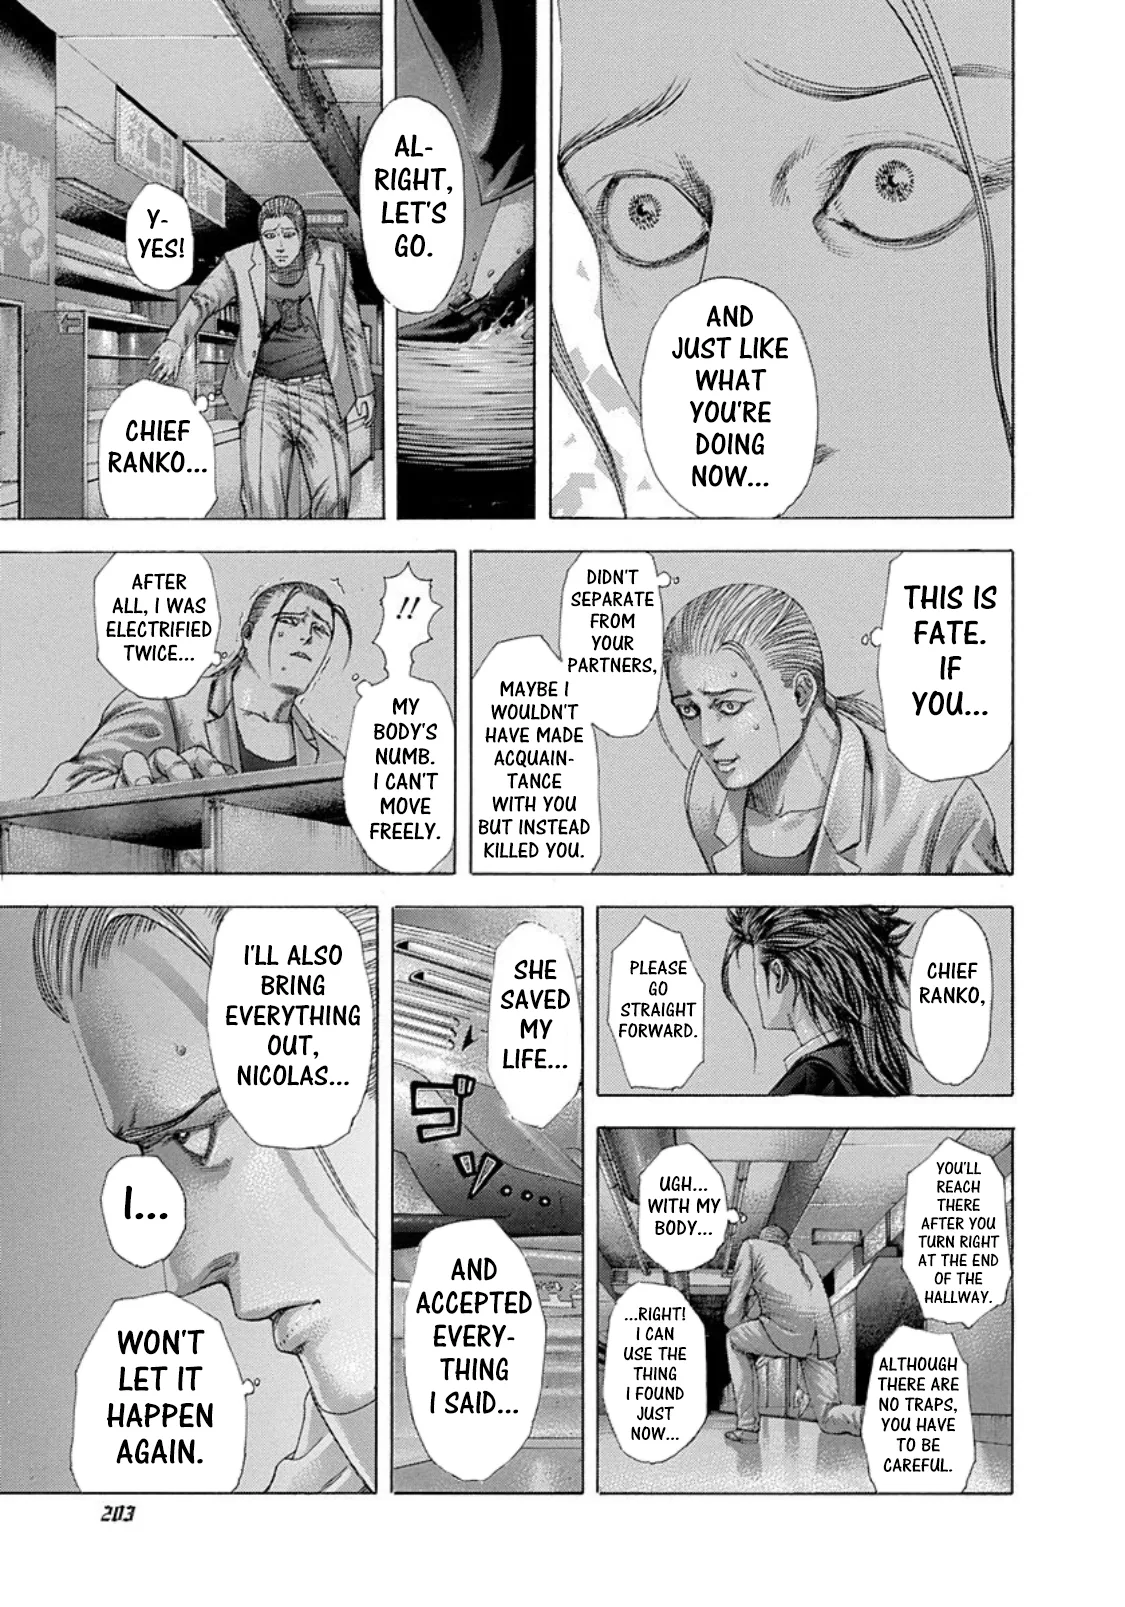 AND
JUST LIKE
WHAT
YOU'RE
DOING
NOW...
AL-
RIGHT,
LET'S
GO.
Y-
YES!
CHIEF
RANKO...
THIS IS
FATE.
IF
YOU...
DIDN'T
SEPARATE
FROM
YOUR
PARTNERS,
MAYBE I
WOULDN'T
HAVE MADE
ACQUAIN-
TANCE
WITH YOU
BUT INSTEAD
KILLED YOU.
!!
MY
BODY'S
NUMB.
I CAN'T
MOVE
FREELY.
AFTER
ALL, I WAS
ELECTRIFIED
TWICE...
CHIEF
RANKO,
PLEASE
GO
STRAIGHT
FORWARD.
YOU'LL
REACH
THERE
AFTER YOU
TURN RIGHT
AT THE END
OF THE
HALLWAY.
ALTHOUGH
THERE ARE
NO TRAPS,
YOU HAVE
TO BE
CAREFUL.
UGH...
WITH MY
BODY...
...RIGHT!
I CAN
USE THE
THING
I FOUND
JUST
NOW...
SHE
SAVED
MY
LIFE...
ゴッ...
AND
ACCEPTED
EVERY-
THING
I SAID...
I'LL ALSO
BRING
EVERYTHING
OUT,
NICOLAS...
I...
WON'T
LET IT
HAPPEN
AGAIN.
203